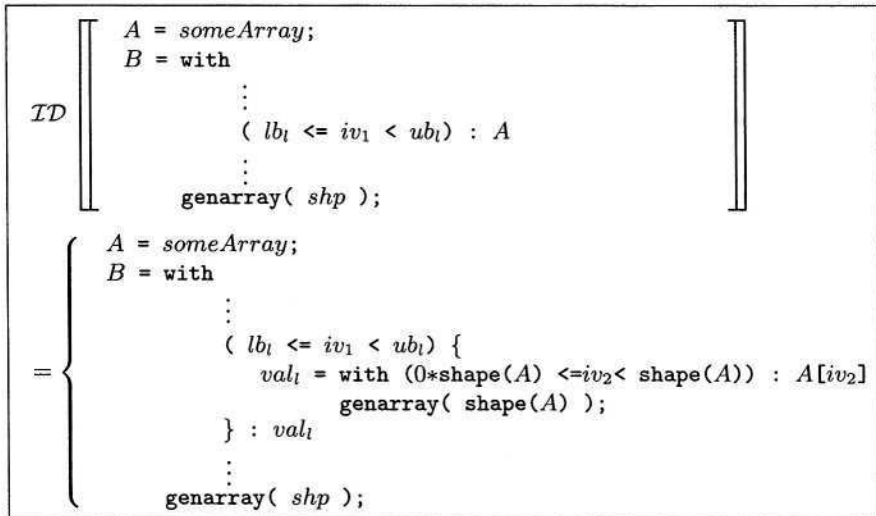 A = someArray;
B = with
⋮
ID ⟦ ( lb_l <= iv_1 < ub_l) : A ⟧
⋮
genarray( shp );
A = someArray;
B = with
⋮
( lb_l <= iv_1 < ub_l) {
= { val_l = with (0*shape(A) <=iv_2< shape(A)) : A[iv_2]
genarray( shape(A) );
} : val_l
⋮
genarray( shp );